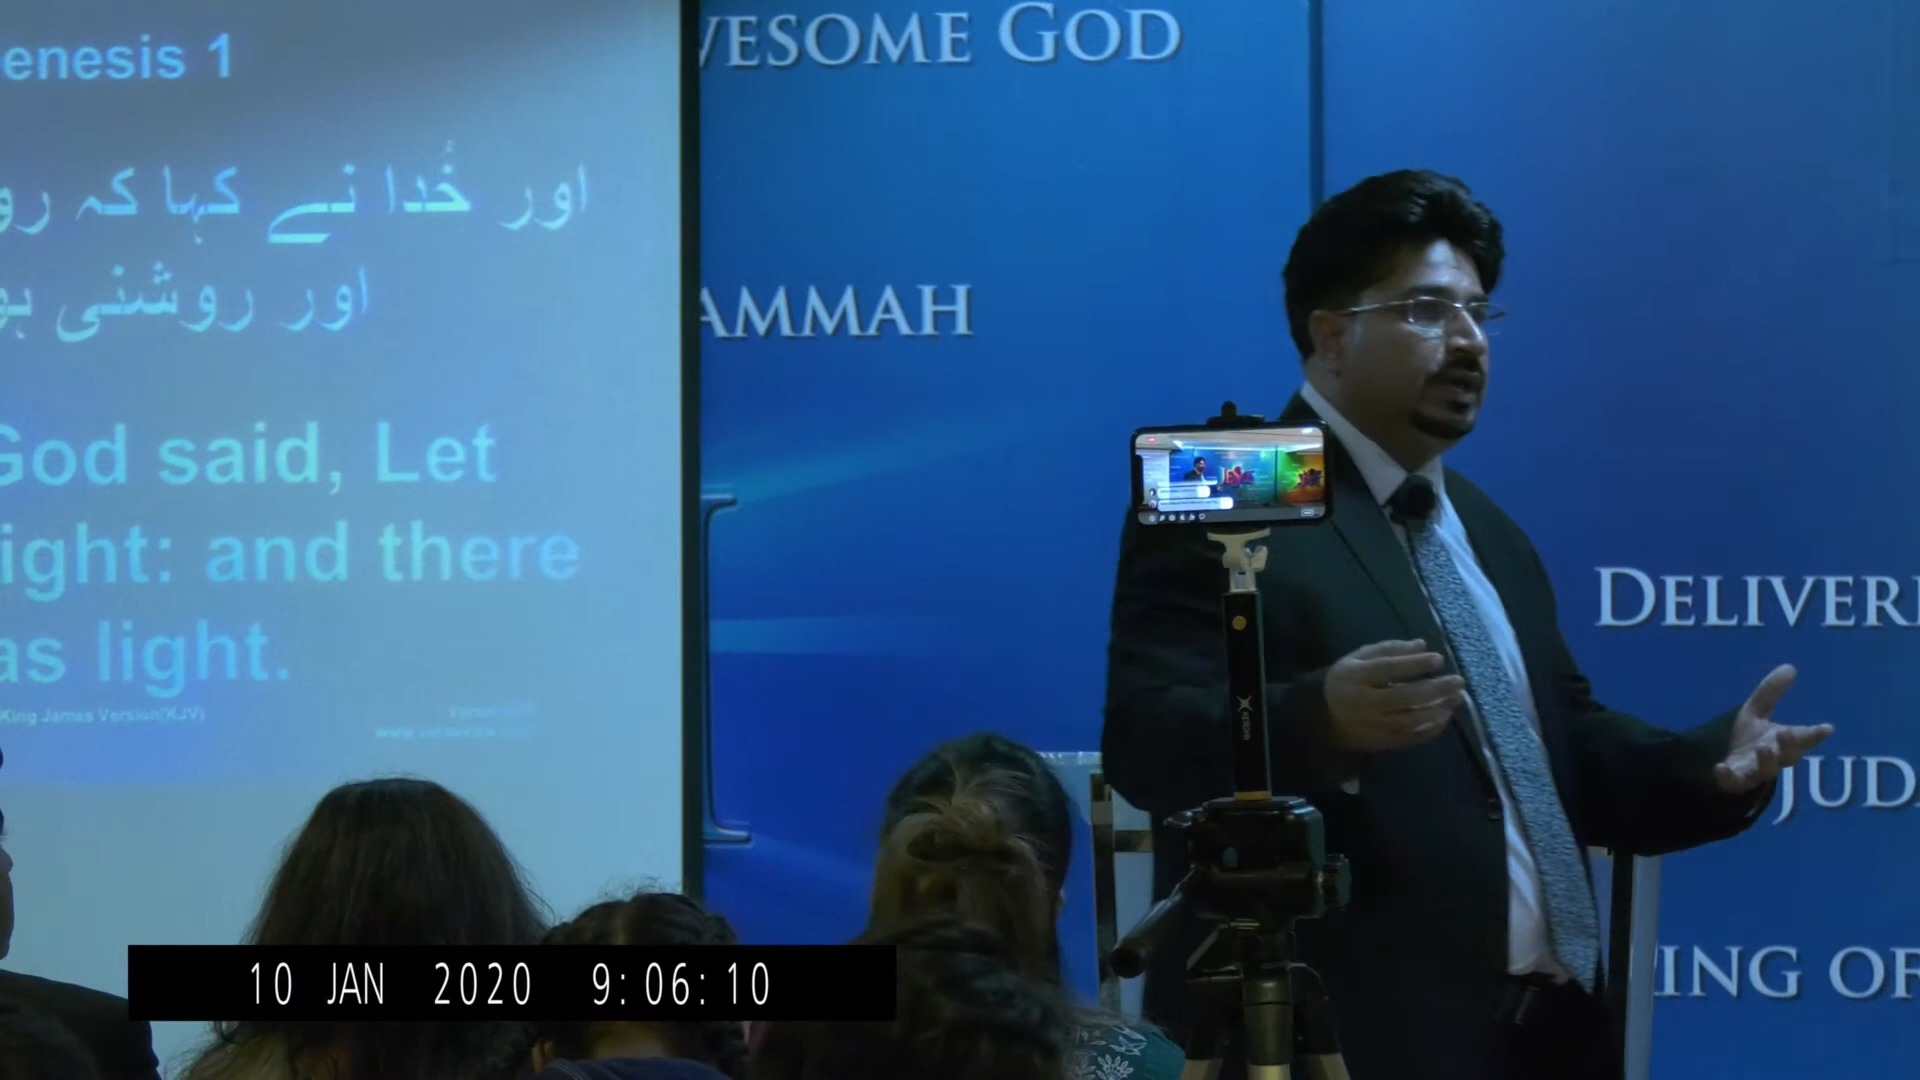 enesis 1
اور خُدا نے کہا کہ رو
اور روشنی ہو
God said, Let
ight: and there
as light.
King James Version(KJV)
WESOME GOD
AMMAH
DELIVER
JUD
ING OF
10 JAN 2020 9:06:10